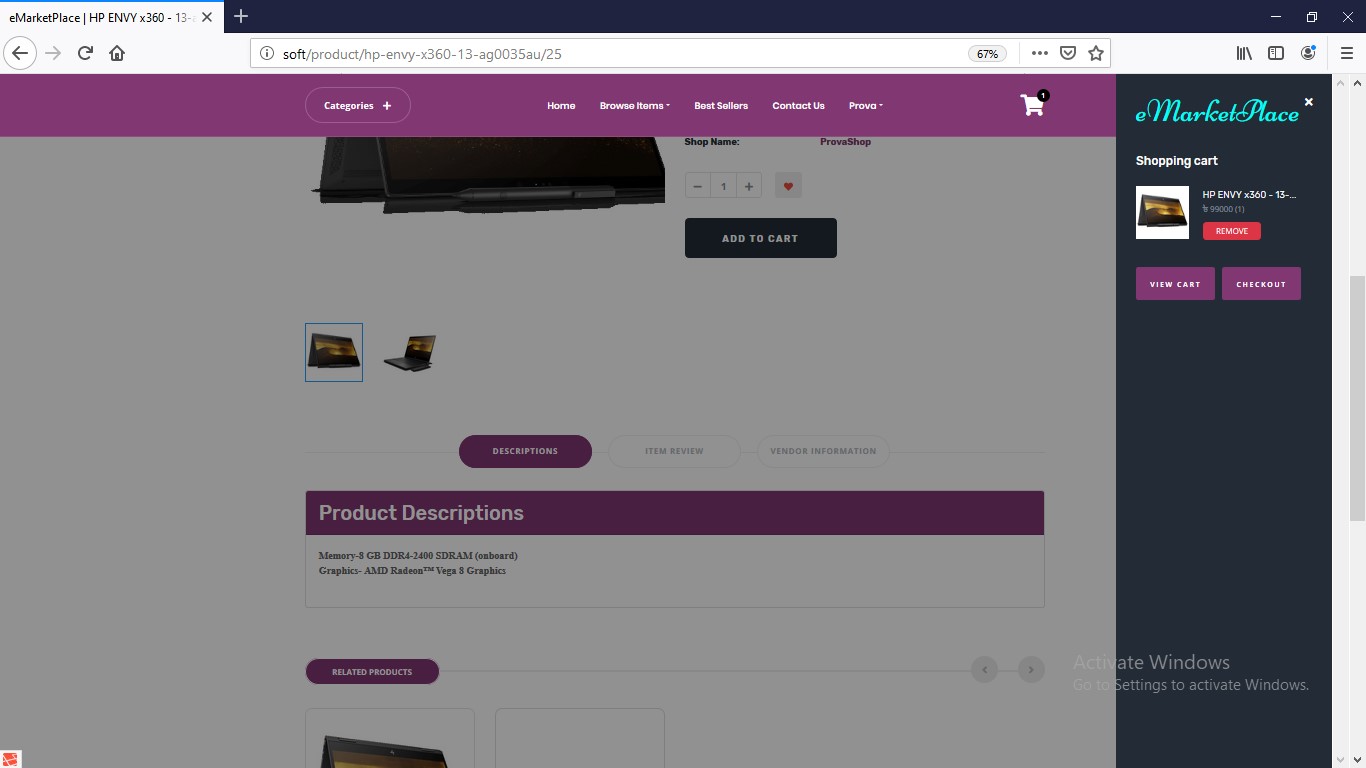 eMarketPlace | HP ENVY x360 - 13-
soft/product/hp-envy-x360-13-ag0035au/25
67%
Categories +
Home
Browse Items
Best Sellers
Contact Us
Prova
1
eMarketPlace
Shopping cart
HP ENVY x360 - 13-...
৳ 99000 (1)
REMOVE
VIEW CART
CHECKOUT
Shop Name:
ProvaShop
1
ADD TO CART
DESCRIPTIONS
ITEM REVIEW
VENDOR INFORMATION
Product Descriptions
Memory-8 GB DDR4-2400 SDRAM (onboard)
Graphics- AMD Radeon™ Vega 8 Graphics
RELATED PRODUCTS
Activate Windows
Go to Settings to activate Windows.